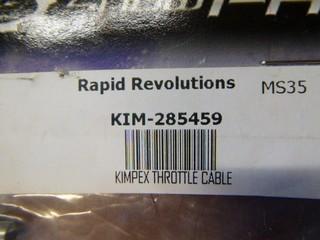 Rapid Revolutions MS35
KIM-285459
KIMPEX THROTTLE CABLE